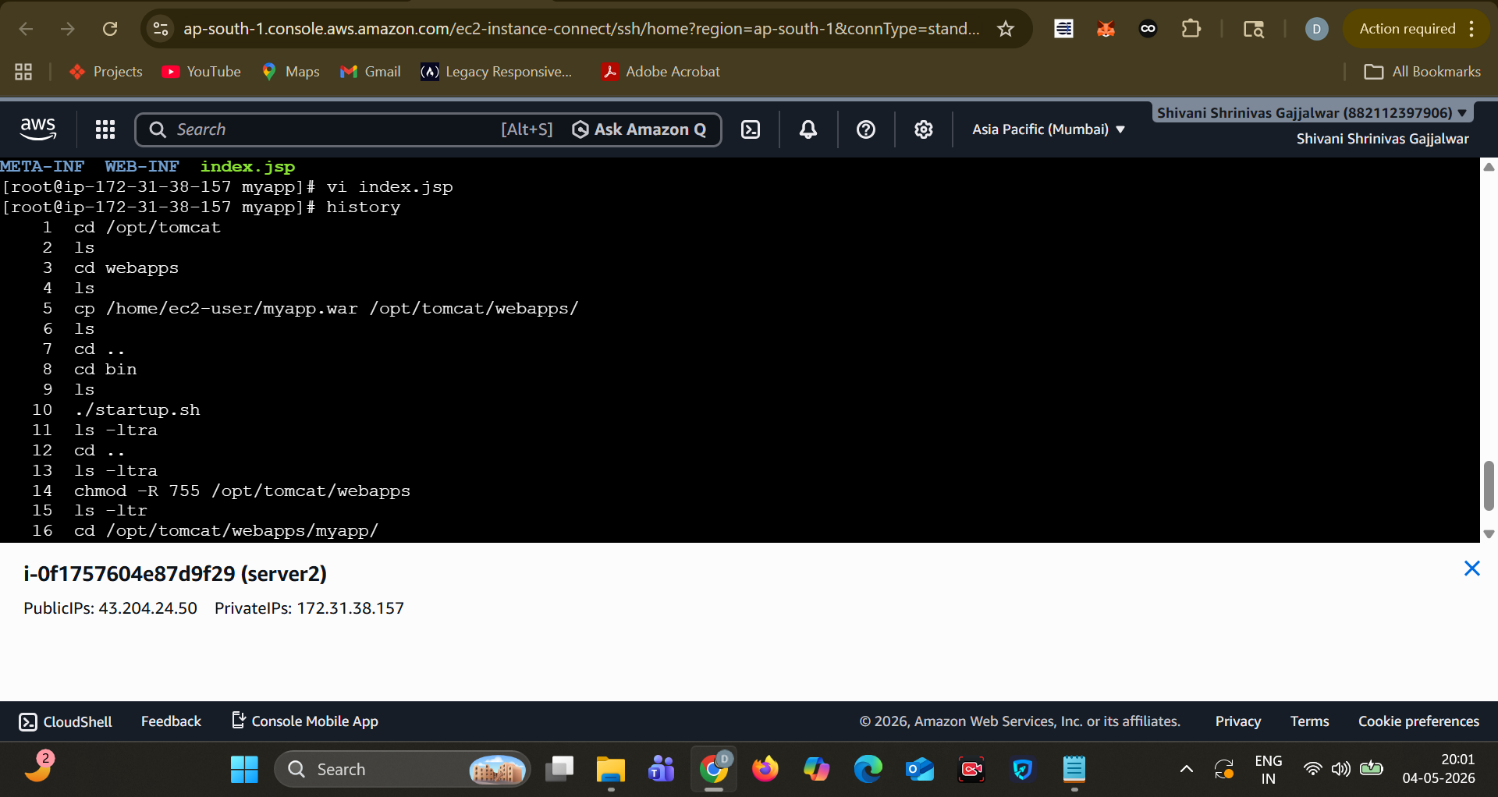 ap-south-1.console.aws.amazon.com/ec2-instance-connect/ssh/home?region=ap-south-1&connType=stand...
D
Action required
Projects
YouTube
Maps
Gmail
Legacy Responsive...
Adobe Acrobat
All Bookmarks
aws
Search
[Alt+S]
Ask Amazon Q
Asia Pacific (Mumbai)
Shivani Shrinivas Gajjalwar (882112397906)
Shivani Shrinivas Gajjalwar
META-INF WEB-INF index.jsp
[root@ip-172-31-38-157 myapp]# vi index.jsp
[root@ip-172-31-38-157 myapp]# history
1 cd /opt/tomcat
2 ls
3 cd webapps
4 ls
5 cp /home/ec2-user/myapp.war /opt/tomcat/webapps/
6 ls
7 cd ..
8 cd bin
9 ls
10 ./startup.sh
11 ls -ltra
12 cd ..
13 ls -ltra
14 chmod -R 755 /opt/tomcat/webapps
15 ls -ltr
16 cd /opt/tomcat/webapps/myapp/
i-0f1757604e87d9f29 (server2)
PublicIPs: 43.204.24.50 PrivateIPs: 172.31.38.157
CloudShell
Feedback
Console Mobile App
© 2026, Amazon Web Services, Inc. or its affiliates.
Privacy
Terms
Cookie preferences
2
Search
D
ENG
IN
20:01
04-05-2026